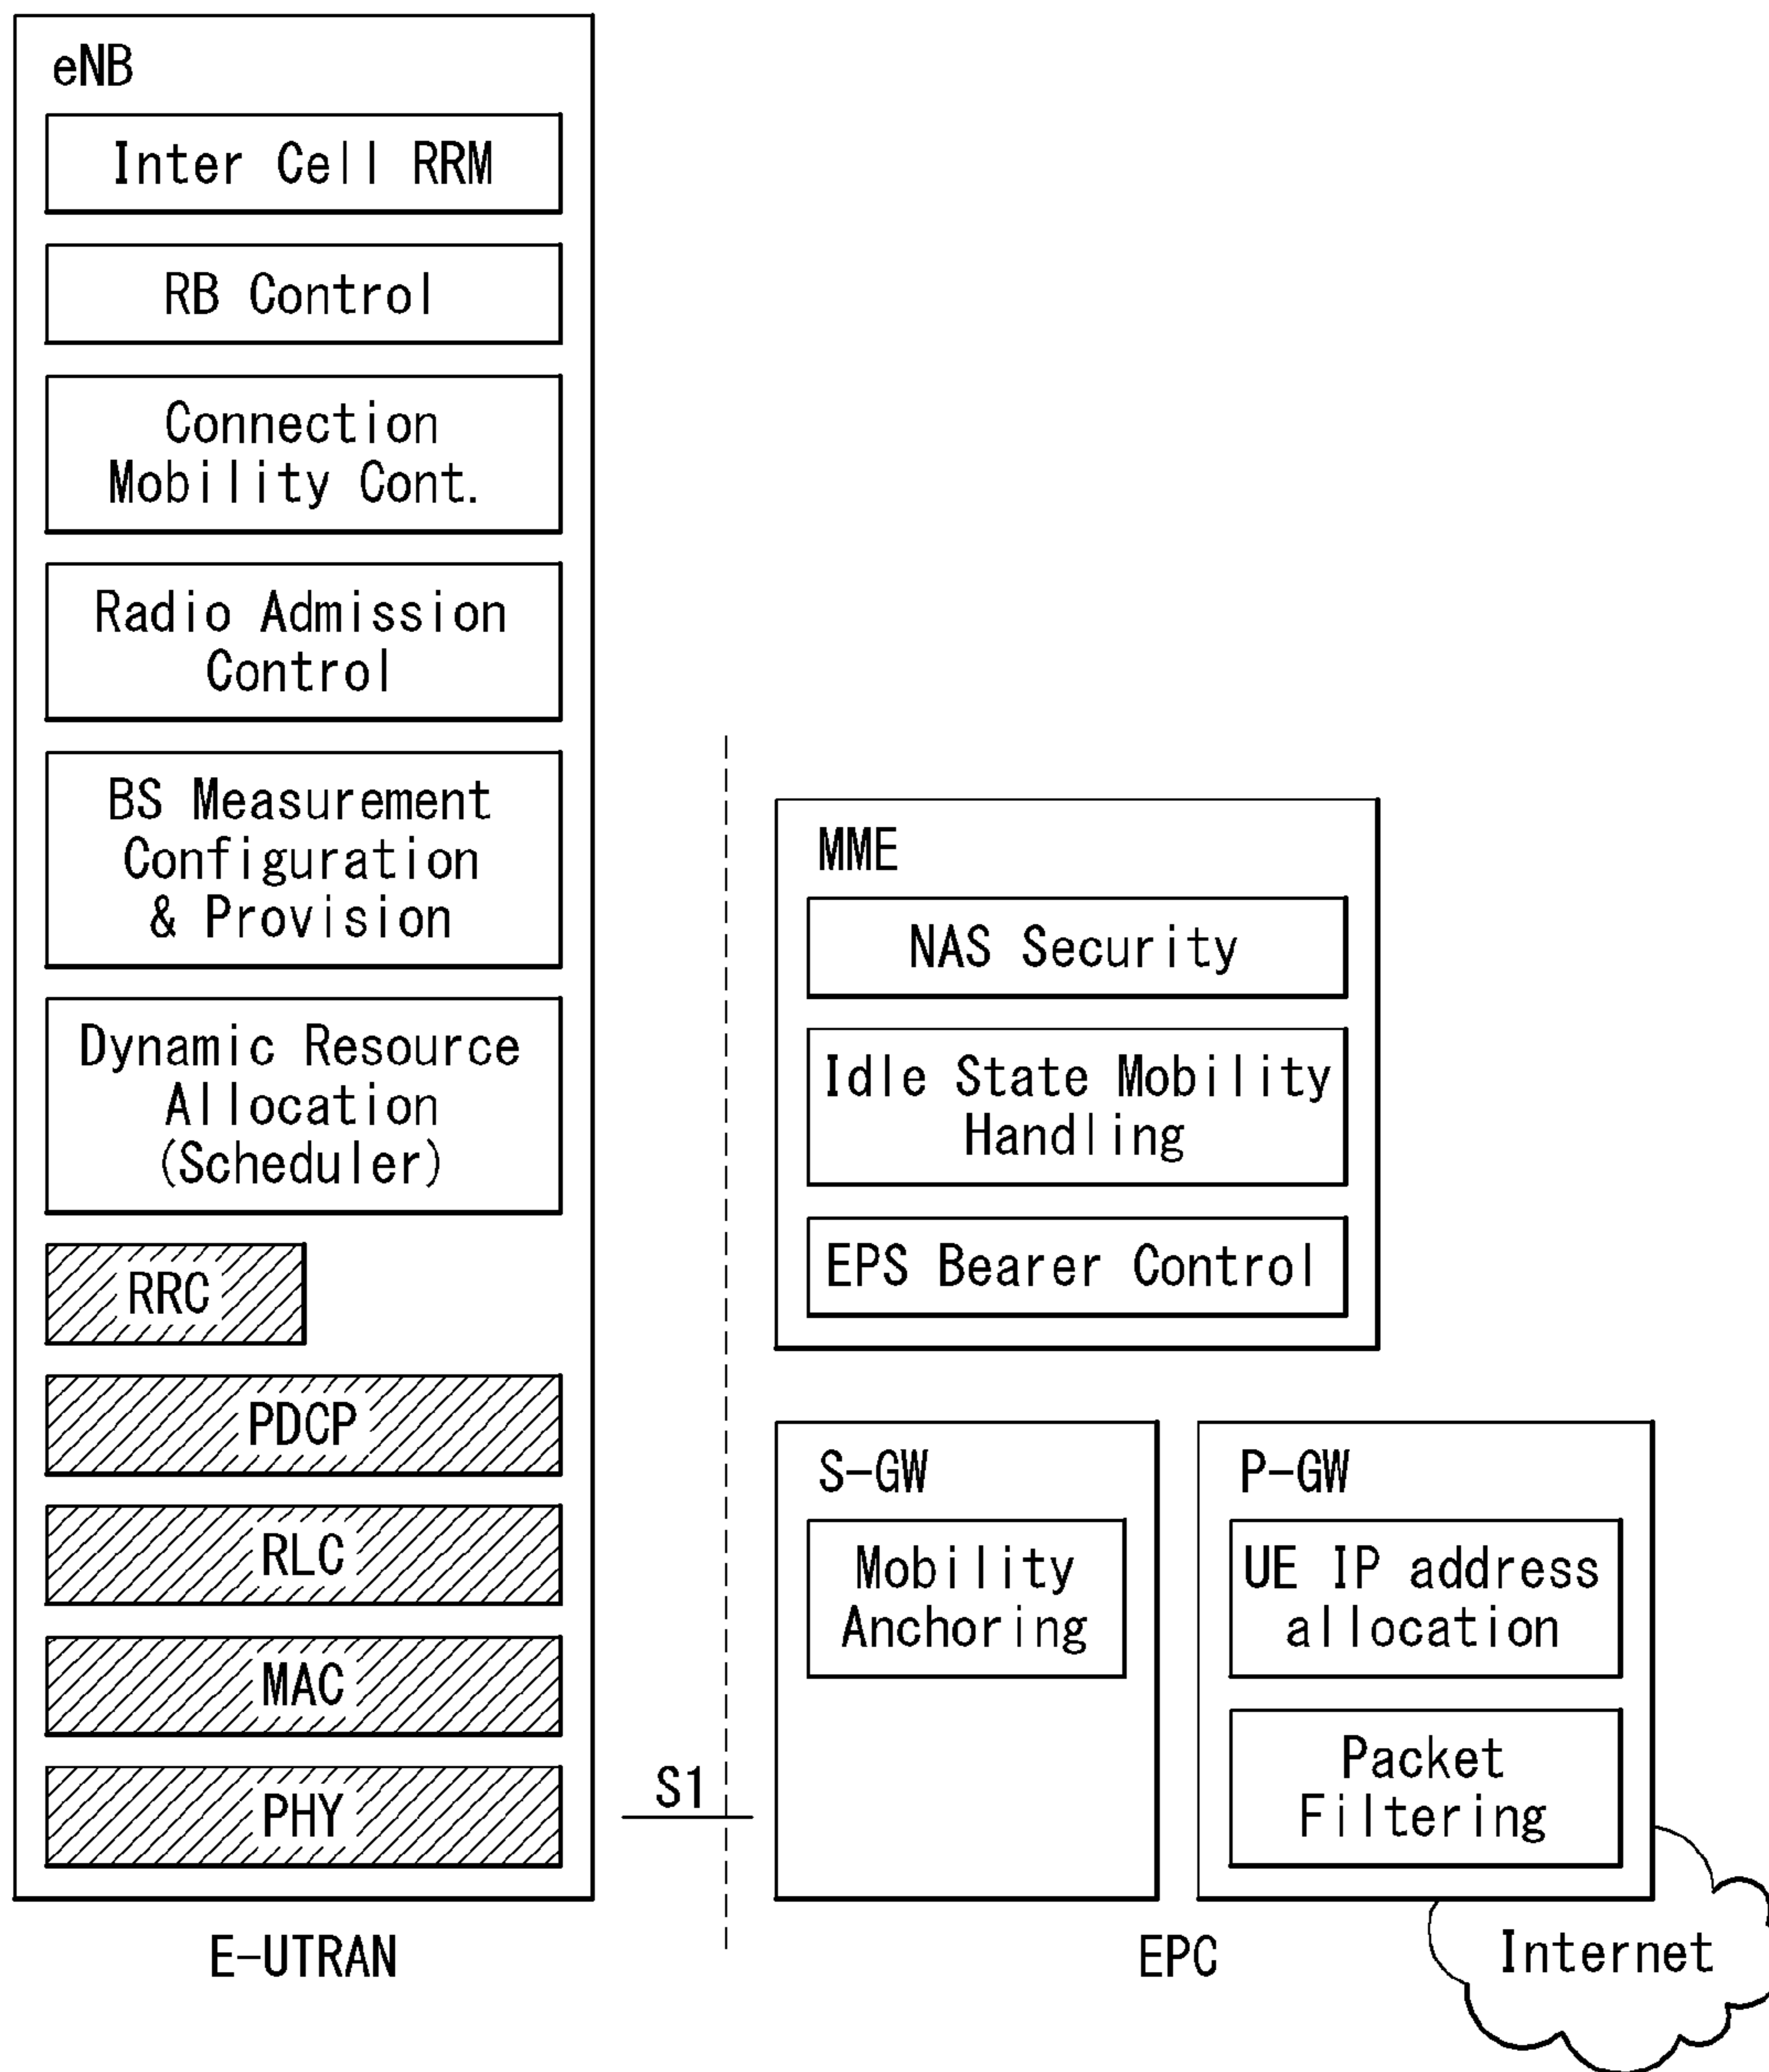 eNB
Inter Cell RRM
RB Control
Connection
Mobility Cont.
Radio Admission
Control
BS Measurement
Configuration
& Provision
Dynamic Resource
Allocation
(Scheduler)
RRC
PDCP
RLC
MAC
PHY
S1
MME
NAS Security
Idle State Mobility
Handling
EPS Bearer Control
S-GW
Mobility
Anchoring
P-GW
UE IP address
allocation
Packet
Filtering
E-UTRAN
EPC
Internet